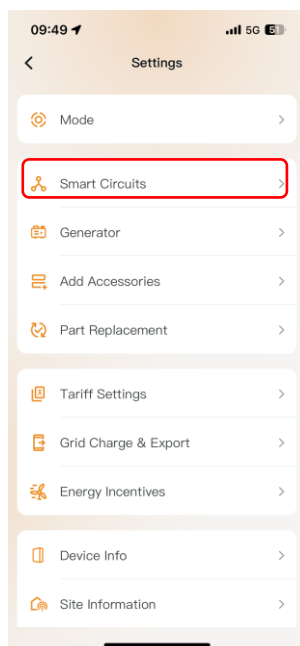 09:49 5G 51
Settings
Mode
Smart Circuits
Generator
Add Accessories
Part Replacement
Tariff Settings
Grid Charge & Export
Energy Incentives
Device Info
Site Information